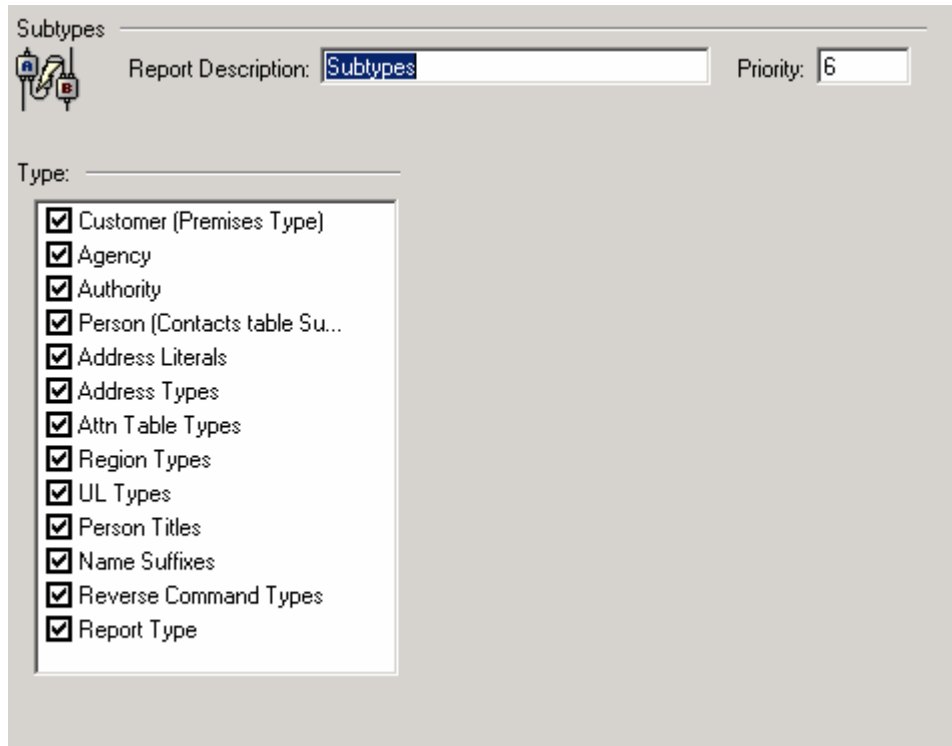 Subtypes
A B
Report Description: Subtypes Priority: 6
Type:
Customer (Premises Type)
Agency
Authority
Person (Contacts table Su...
Address Literals
Address Types
Attn Table Types
Region Types
UL Types
Person Titles
Name Suffixes
Reverse Command Types
Report Type